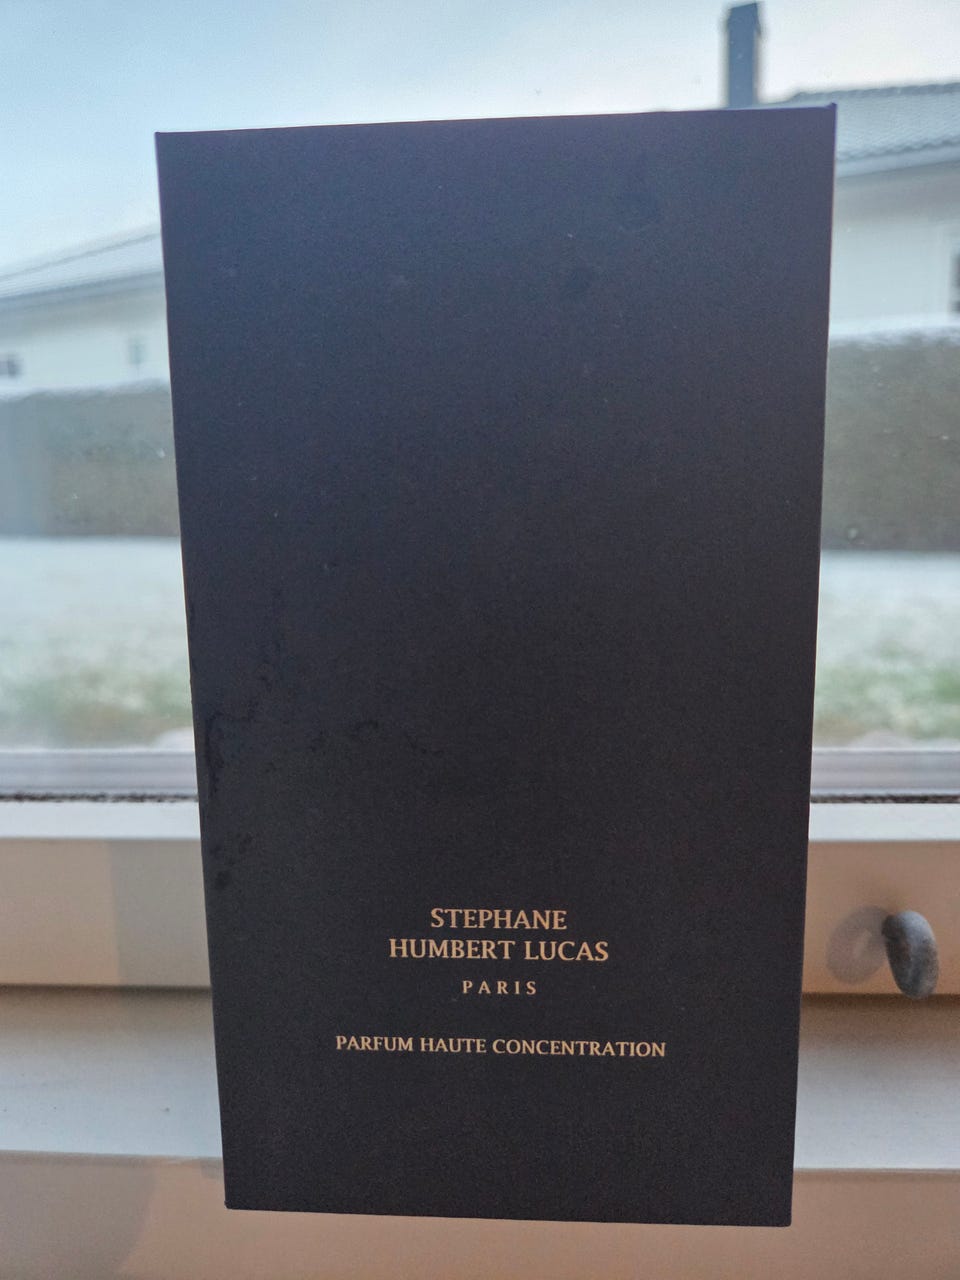 STEPHANE
HUMBERT LUCAS
PARIS
PARFUM HAUTE CONCENTRATION